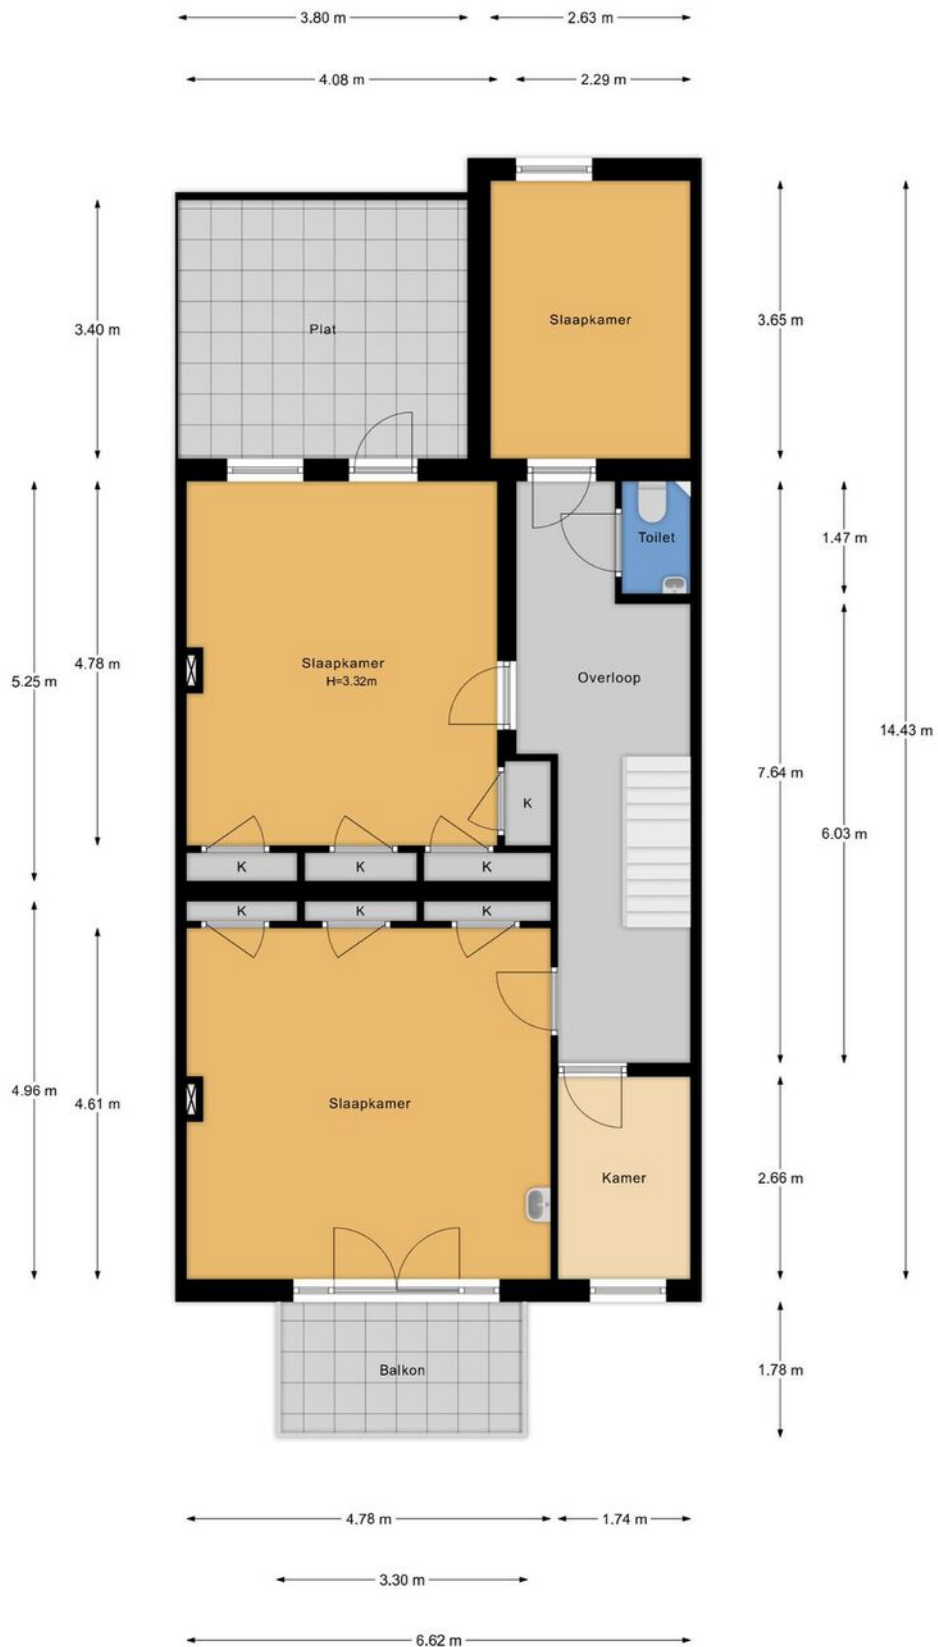 3.80 m
2.63 m
4.08 m
2.29 m
3.40 m
Plat
Slaapkamer
3.65 m
Toilet
1.47 m
5.25 m
4.78 m
Slaapkamer
H=3.32m
Overloop
14.43 m
7.64 m
6.03 m
K
K
K
K
K
K
K
4.96 m
4.61 m
Slaapkamer
Kamer
2.66 m
Balkon
1.78 m
4.78 m
1.74 m
3.30 m
6.62 m